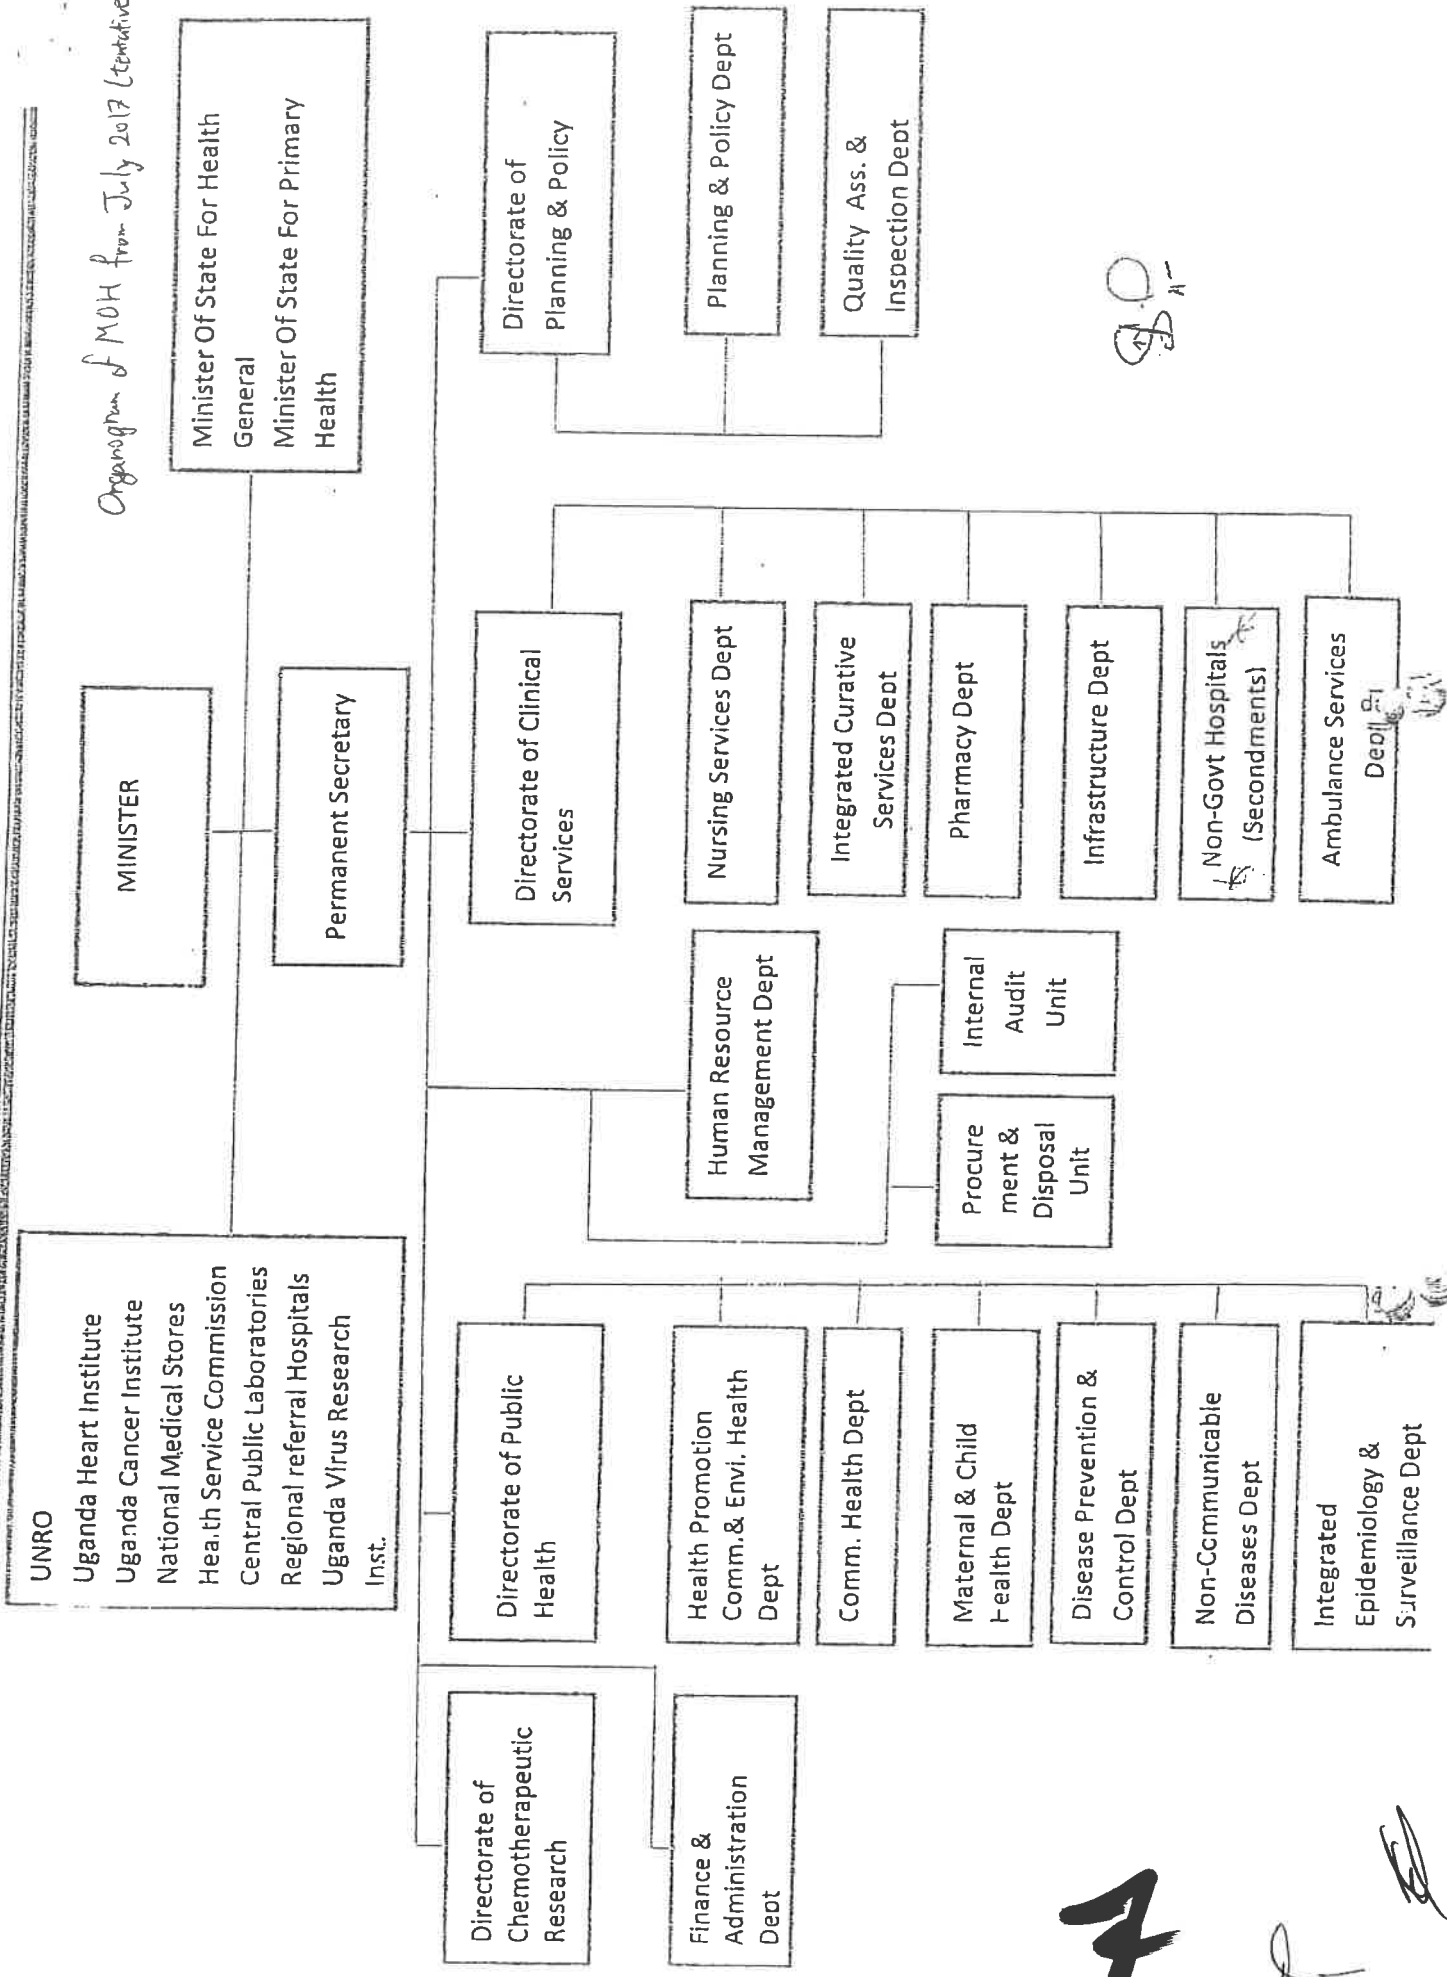 Organogram of MOH from July 2017 (tentative
MINISTER
Minister Of State For Health
General
Minister Of State For Primary
Health
UNRO
Uganda Heart Institute
Uganda Cancer Institute
National Medical Stores
Health Service Commission
Central Public Laboratories
Regional referral Hospitals
Uganda Virus Research
Inst.
Permanent Secretary
Directorate of
Chemotherapeutic
Research
Directorate of Public
Health
Directorate of Clinical
Services
Directorate of
Planning & Policy
Finance &
Administration
Dept
Health Promotion
Comm.& Envi. Health
Dept
Comm. Health Dept
Maternal & Child
Health Dept
Disease Prevention &
Control Dept
Non-Communicable
Diseases Dept
Integrated
Epidemiology &
Surveillance Dept
Human Resource
Management Dept
Procure
ment &
Disposal
Unit
Internal
Audit
Unit
Nursing Services Dept
Integrated Curative
Services Dept
Pharmacy Dept
Infrastructure Dept
Non-Govt Hospitals
(Secondments)
Ambulance Services
Planning & Policy Dept
Quality Ass. &
Inspection Dept